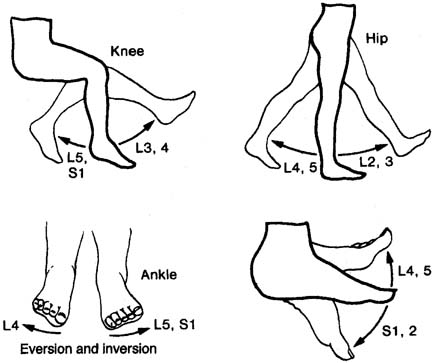 Knee
Hip
L5,
S1
L3, 4
L4, 5
L2, 3
Ankle
L4
L5, S1
Eversion and inversion
L4, 5
S1, 2